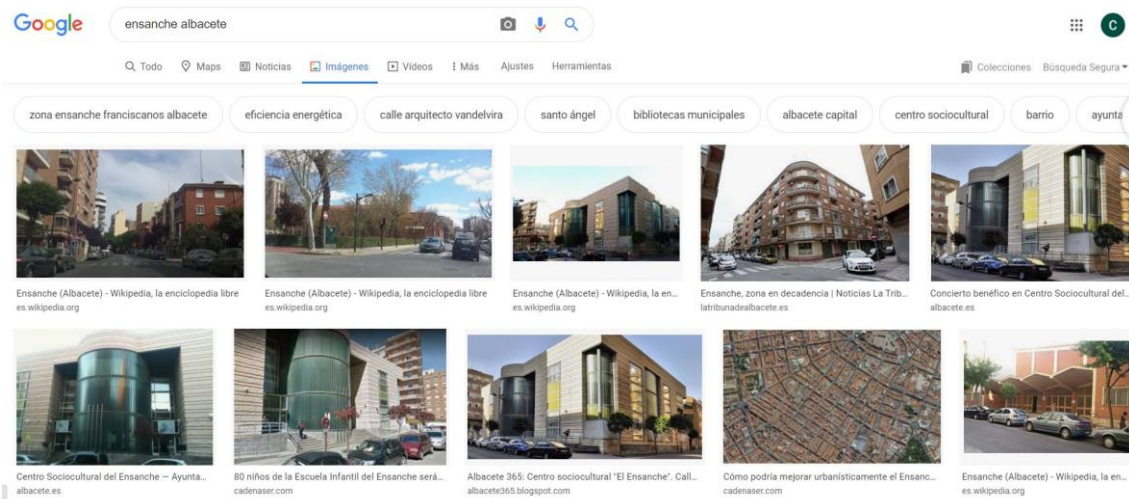 Google
ensanche albacete
C
Todo Maps Noticias Imágenes Vídeos Más Ajustes Herramientas
Colecciones Búsqueda Segura
zona ensanche franciscanos albacete eficiencia energética calle arquitecto vandelvira santo ángel bibliotecas municipales albacete capital centro sociocultural barrio ayunta
Ensanche (Albacete) - Wikipedia, la enciclopedia libre
es.wikipedia.org
Ensanche (Albacete) - Wikipedia, la enciclopedia libre
es.wikipedia.org
Ensanche (Albacete) - Wikipedia, la en...
es.wikipedia.org
Ensanche, zona en decadencia | Noticias La Trib...
latribunadealbacete.es
Concierto benéfico en Centro Sociocultural del...
albacete.es
Centro Sociocultural del Ensanche — Ayunta...
albacete.es
80 niños de la Escuela Infantil del Ensanche será...
cadenaser.com
Albacete 365: Centro sociocultural "El Ensanche". Call...
albacete365.blogspot.com
Cómo podría mejorar urbanísticamente el Ensanc...
cadenaser.com
Ensanche (Albacete) - Wikipedia, la en...
es.wikipedia.org